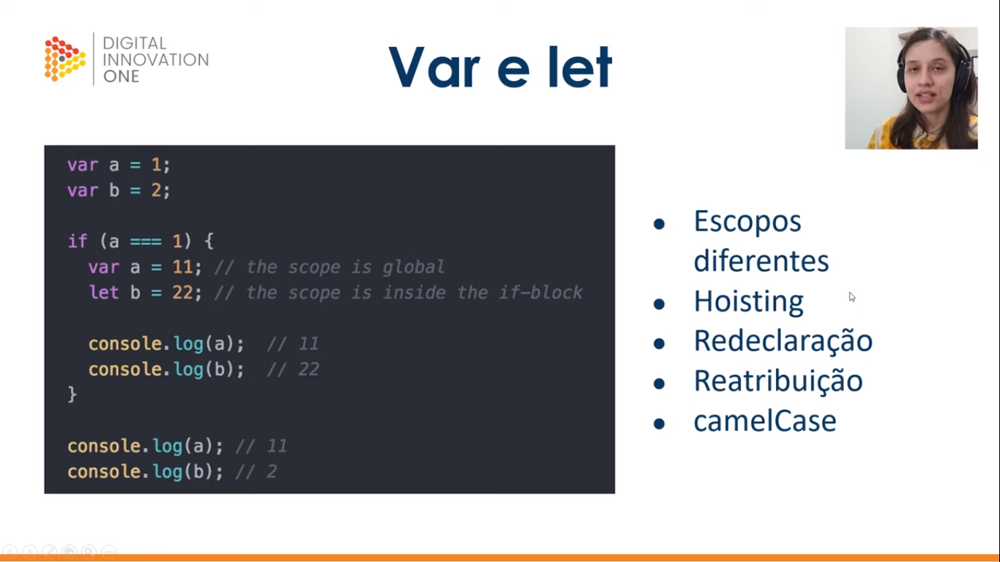 DIGITAL
INNOVATION
ONE
Var e let
var a = 1;
var b = 2;
if (a === 1) {
var a = 11; // the scope is global
let b = 22; // the scope is inside the if-block
console.log(a); // 11
console.log(b); // 22
}
console.log(a); // 11
console.log(b); // 2
Escopos
diferentes
Hoisting
Redeclaração
Reatribuição
camelCase